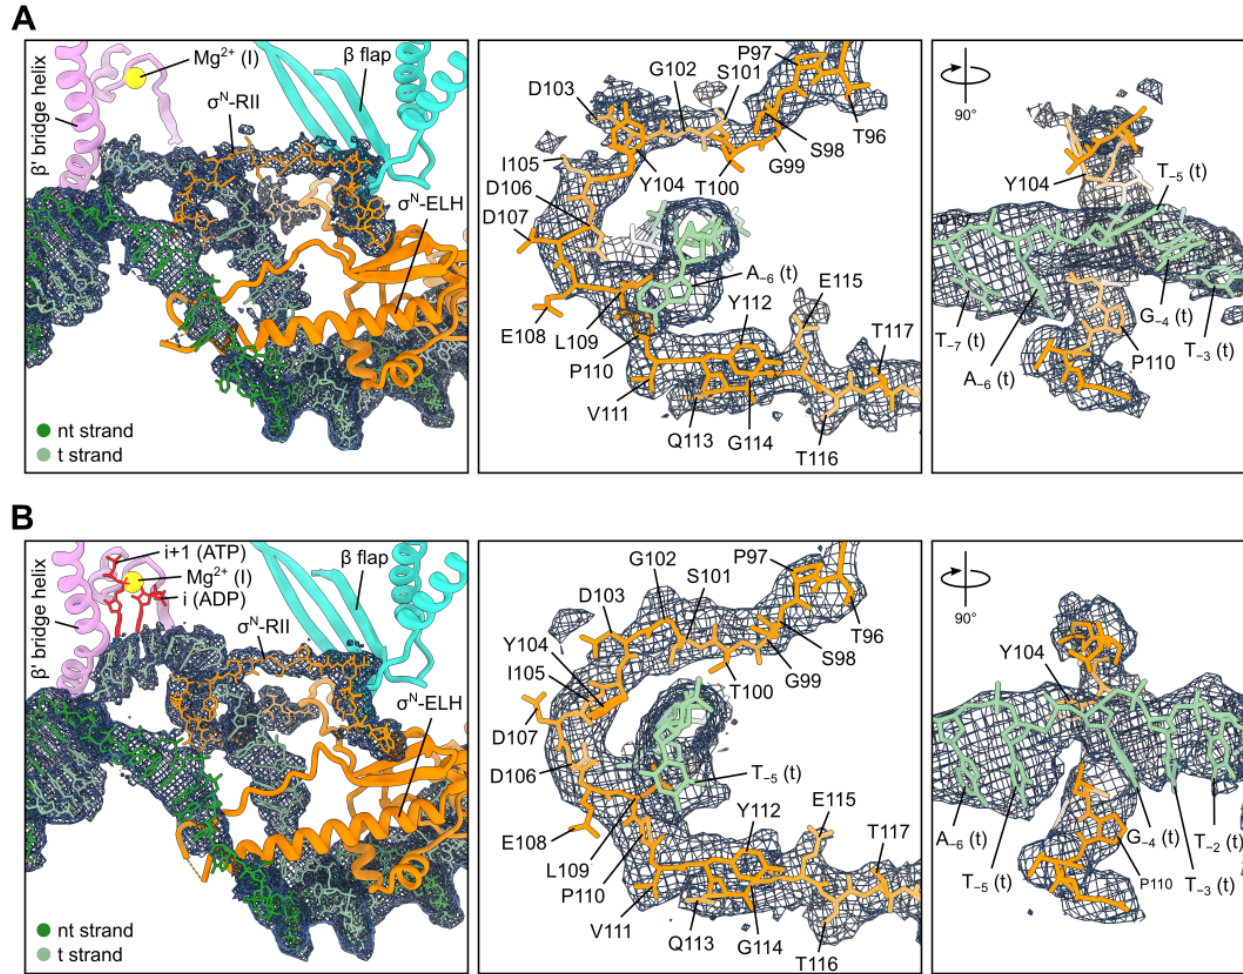 A
β' bridge helix
Mg²⁺ (I)
β flap
σᴺ-RII
σᴺ-ELH
nt strand
t strand
P97
S101
G102
D103
T96
S98
G99
T100
Y104
I105
D106
D107
E108
L109
P110
V111
A₋₆ (t)
Y112
E115
T117
Q113
G114
T116
90°
Y104
T₋₅ (t)
T₋₇ (t)
A₋₆ (t)
P110
G₋₄ (t)
T₋₃ (t)
B
β' bridge helix
i+1 (ATP)
Mg²⁺ (I)
i (ADP)
β flap
σᴺ-RII
σᴺ-ELH
nt strand
t strand
G102
P97
S101
D103
Y104
I105
T96
S98
G99
T100
D107
D106
E108
T₋₅ (t)
L109
P110
V111
Y112
E115
T117
Q113
G114
T116
90°
Y104
A₋₆ (t)
T₋₅ (t)
G₋₄ (t)
P110
T₋₃ (t)
T₋₂ (t)